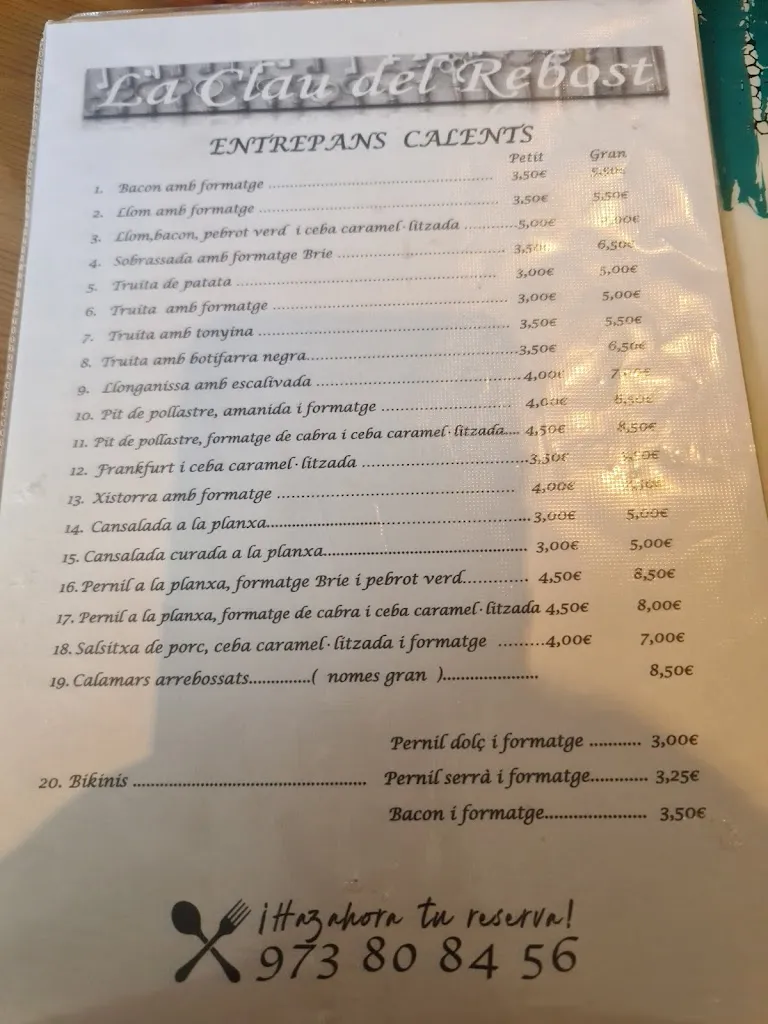 La Clau del Rebost
ENTREPANS CALENTS
Petit Gran
1. Bacon amb formatge .......... 3,50€
2. Llom amb formatge .......... 3,50€ 5,50€
3. Llom,bacon, pebrot verd i ceba caramel·litzada .......... 5,00€
4. Sobrassada amb formatge Brie .......... 3,50€ 6,50€
5. Truita de patata .......... 3,00€ 5,00€
6. Truita amb formatge .......... 3,00€ 5,00€
7. Truita amb tonyina .......... 3,50€ 5,50€
8. Truita amb botifarra negra.......... 3,50€ 6,50€
9. Llonganissa amb escalivada .......... 4,00€
10. Pit de pollastre, amanida i formatge .......... 4,00€
11. Pit de pollastre, formatge de cabra i ceba caramel·litzada.... 4,50€ 8,50€
12. Frankfurt i ceba caramel·litzada .......... 3,50€
13. Xistorra amb formatge .......... 4,00€
14. Cansalada a la planxa.......... 3,00€ 5,00€
15. Cansalada curada a la planxa.......... 3,00€ 5,00€
16. Pernil a la planxa, formatge Brie i pebrot verd.......... 4,50€ 8,50€
17. Pernil a la planxa, formatge de cabra i ceba caramel·litzada 4,50€ 8,00€
18. Salsitxa de porc, ceba caramel·litzada i formatge .........4,00€ 7,00€
19. Calamars arrebossats.............( nomes gran ).................... 8,50€
Pernil dolç i formatge ........... 3,00€
20. Bikinis .......... Pernil serrà i formatge............ 3,25€
Bacon i formatge...................... 3,50€
¡Haz ahora tu reserva!
973 80 84 56